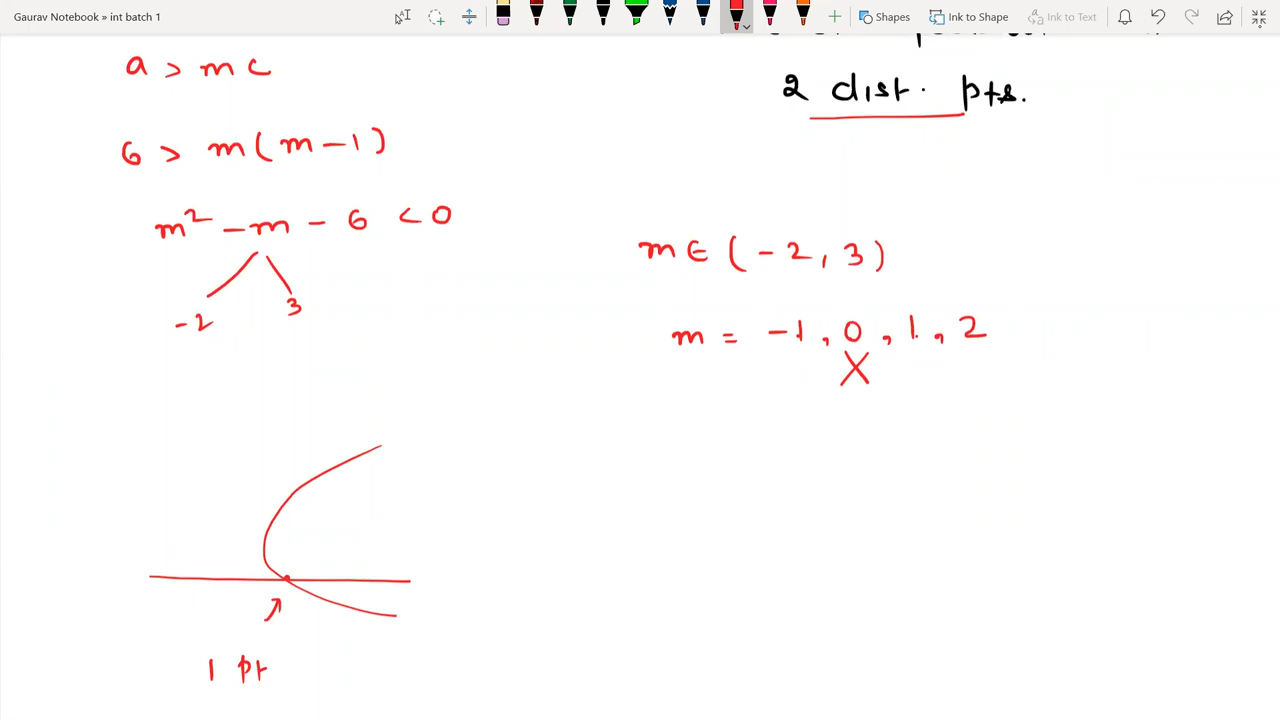 Gaurav Notebook » int batch 1
Shapes
Ink to Shape
Ink to Text
a > mc
2 dist. pts.
6 > m(m-1)
m² - m - 6 < 0
-2 3
m ∈ (-2, 3)
m = -1, 0, 1, 2
X
1 pt